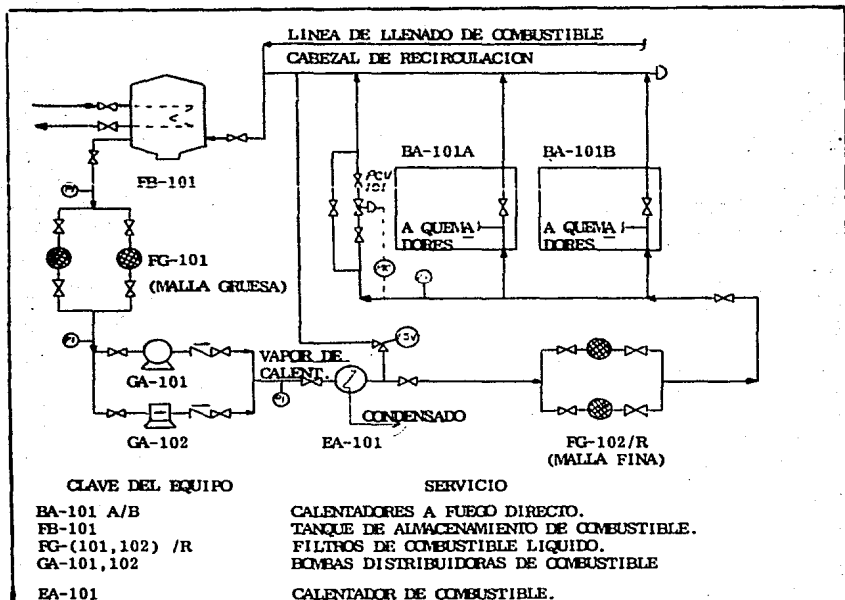 LINEA DE LLENADO DE COMBUSTIBLE
CABEZAL DE RECIRCULACION
BA-101A
BA-101B
PCV
101
FB-101
A QUEMA
DORES
A QUEMA
DORES
FG-101
(MALLA GRUESA)
PI
VAPOR DE
CALENT.
GA-101
PI
CONDENSADO
GA-102
EA-101
FG-102/R
(MALLA FINA)
CLAVE DEL EQUIPO
SERVICIO
BA-101 A/B
CALENTADORES A FUEGO DIRECTO.
FB-101
TANQUE DE ALMACENAMIENTO DE COMBUSTIBLE.
FG-(101,102) /R
FILTROS DE COMBUSTIBLE LIQUIDO.
GA-101,102
BOMBAS DISTRIBUIDORAS DE COMBUSTIBLE
EA-101
CALENTADOR DE COMBUSTIBLE.